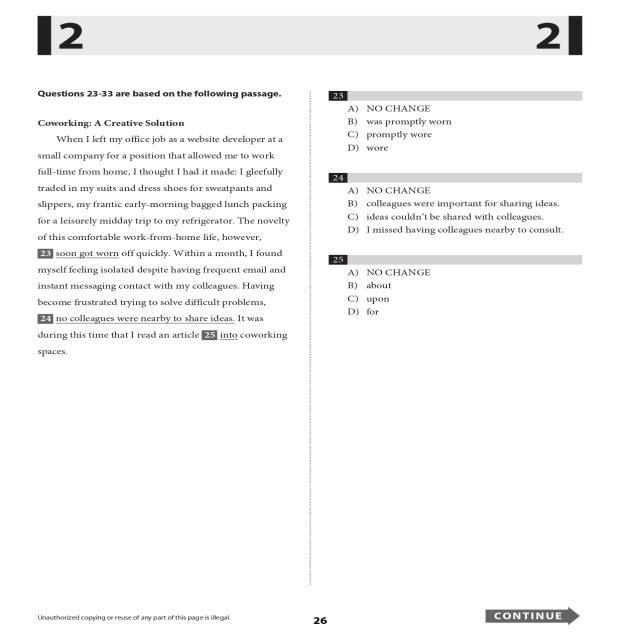 2
2
Questions 23-33 are based on the following passage.
Coworking: A Creative Solution
When I left my office job as a website developer at a
small company for a position that allowed me to work
full-time from home, I thought I had it made: I gleefully
traded in my suits and dress shoes for sweatpants and
slippers, my frantic early-morning bagged lunch packing
for a leisurely midday trip to my refrigerator. The novelty
of this comfortable work-from-home life, however,
23 soon got worn off quickly. Within a month, I found
myself feeling isolated despite having frequent email and
instant messaging contact with my colleagues. Having
become frustrated trying to solve difficult problems,
24 no colleagues were nearby to share ideas. It was
during this time that I read an article 25 into coworking
spaces.
23
A) NO CHANGE
B) was promptly worn
C) promptly wore
D) wore
24
A) NO CHANGE
B) colleagues were important for sharing ideas.
C) ideas couldn't be shared with colleagues.
D) I missed having colleagues nearby to consult.
25
A) NO CHANGE
B) about
C) upon
D) for
Unauthorized copying or reuse of any part of this page is illegal.
26
CONTINUE